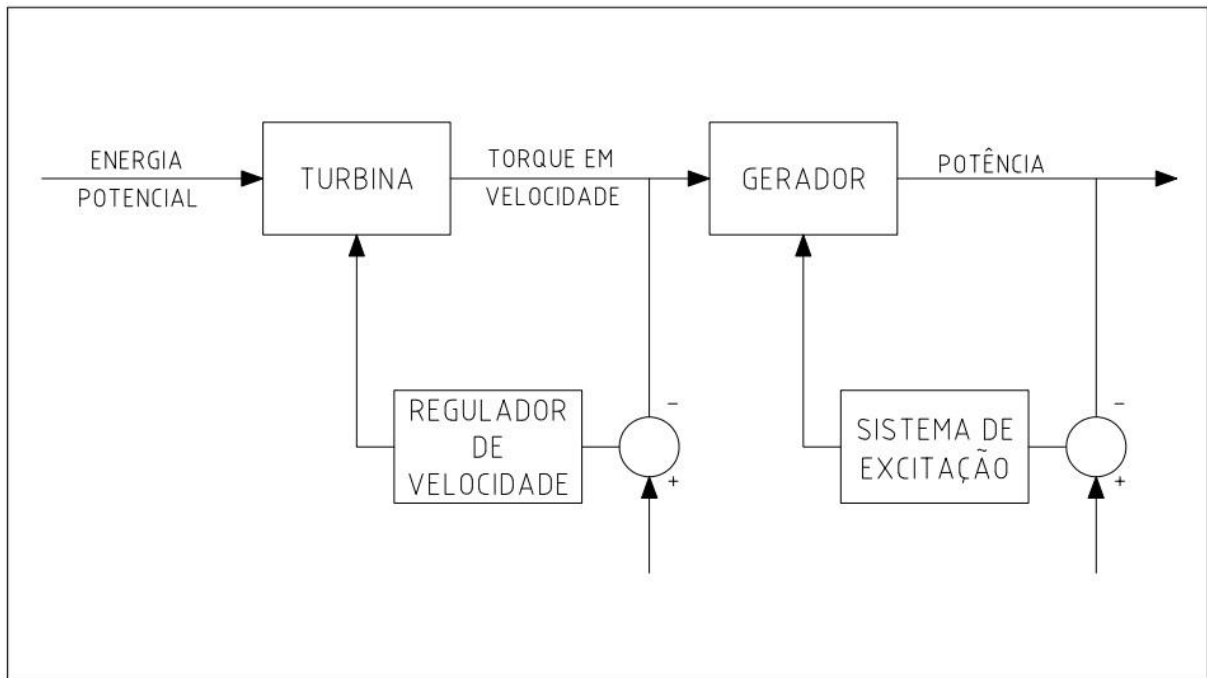 ENERGIA
POTENCIAL
TURBINA
TORQUE EM
VELOCIDADE
GERADOR
POTÊNCIA
REGULADOR
DE
VELOCIDADE
-
+
SISTEMA DE
EXCITAÇÃO
-
+